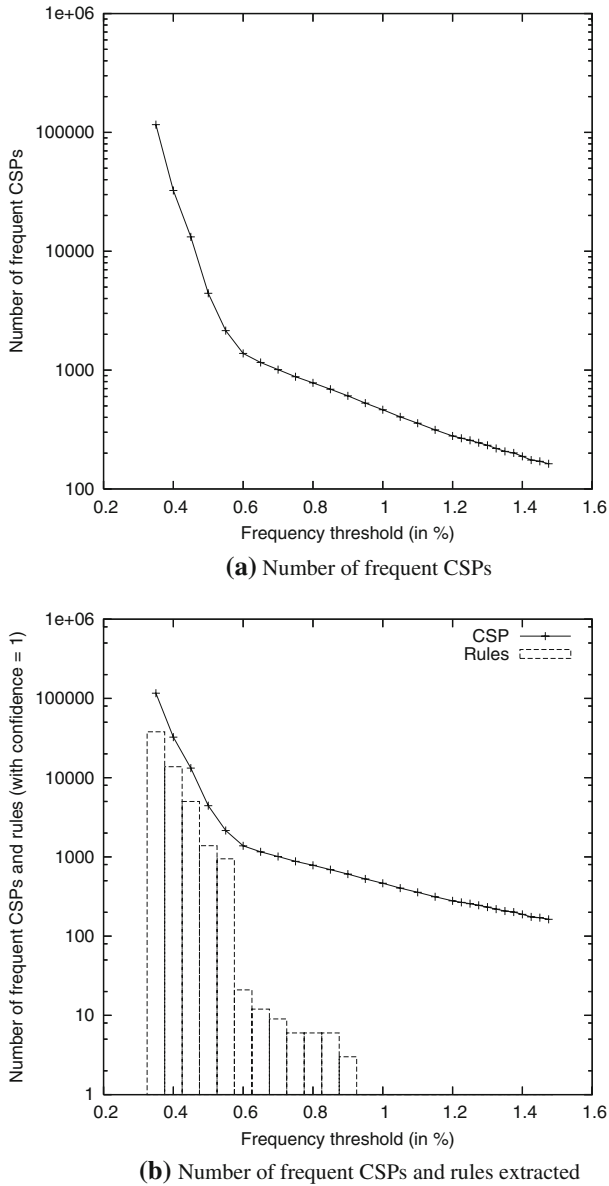 1e+06
100000
10000
1000
100
Number of frequent CSPs
0.2 0.4 0.6 0.8 1 1.2 1.4 1.6
Frequency threshold (in %)
(a) Number of frequent CSPs
1e+06
100000
10000
1000
100
10
1
Number of frequent CSPs and rules (with confidence = 1)
CSP
Rules
0.2 0.4 0.6 0.8 1 1.2 1.4 1.6
Frequency threshold (in %)
(b) Number of frequent CSPs and rules extracted